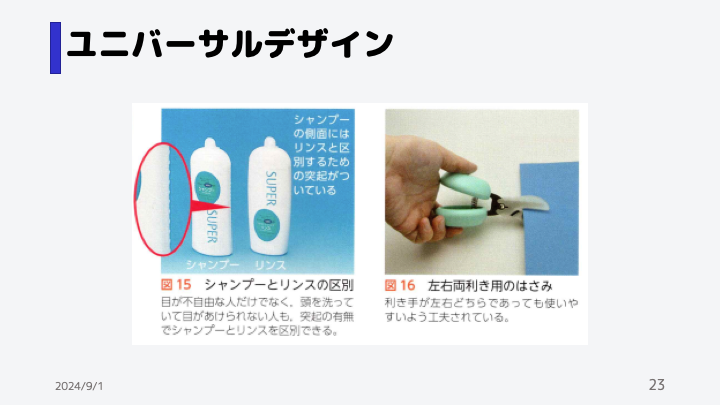 ユニバーサルデザイン
シャンプー
の側面には
リンスと区
別するため
の突起がつ
いている
SUPER
SUPER
シャンプー リンス
図15 シャンプーとリンスの区別
目が不自由な人だけでなく，頭を洗って
いて目があけられない人も，突起の有無
でシャンプーとリンスを区別できる。
図16 左右両利き用のはさみ
利き手が左右どちらであっても使いや
すいよう工夫されている。
2024/9/1
23